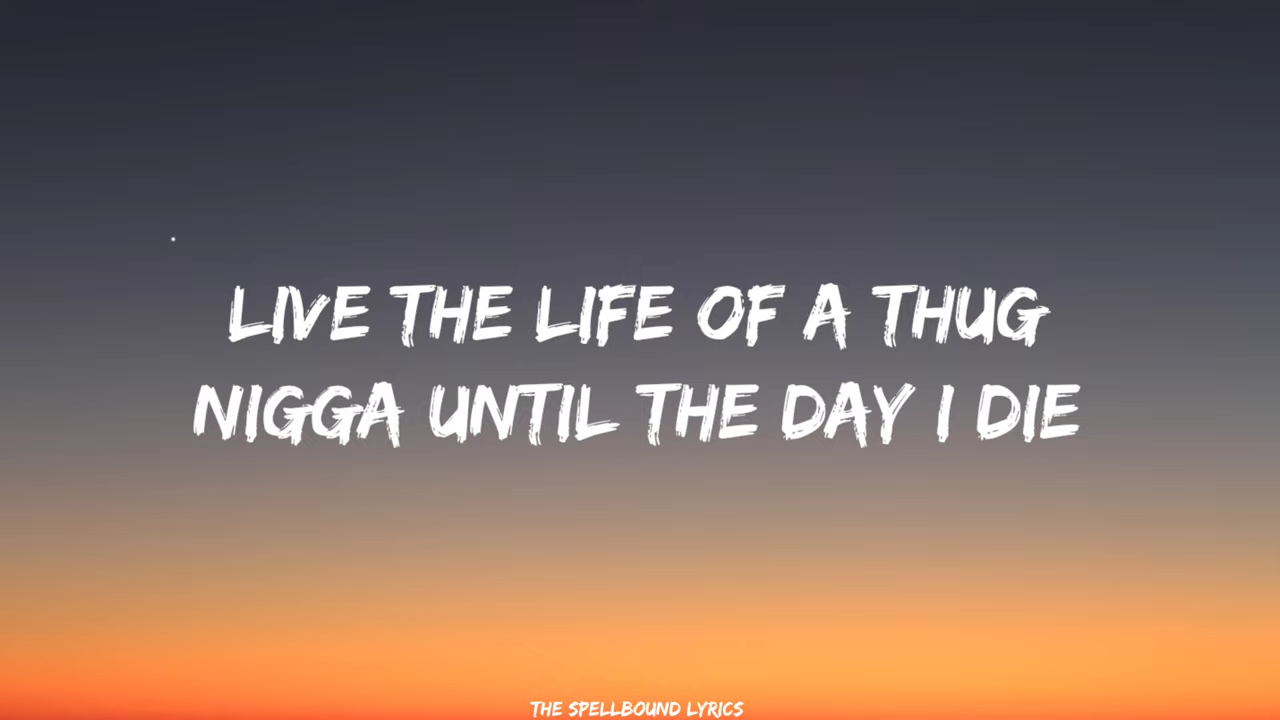 LIVE THE LIFE OF A THUG
NIGGA UNTIL THE DAY I DIE
THE SPELLBOUND LYRICS